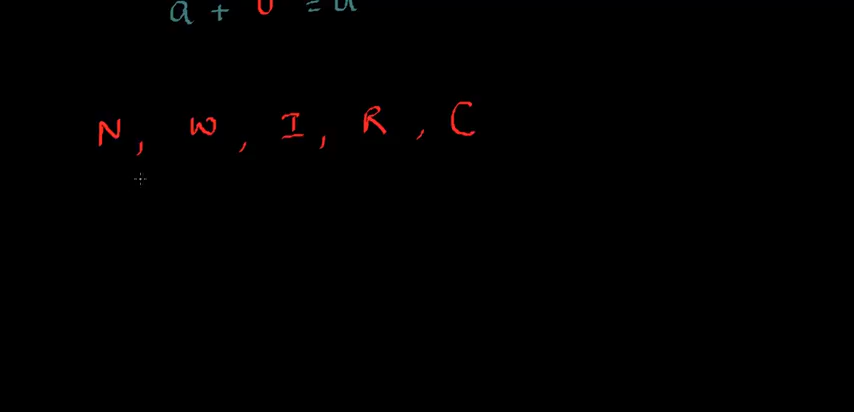 a + 0 = a
N, W, I, R, C